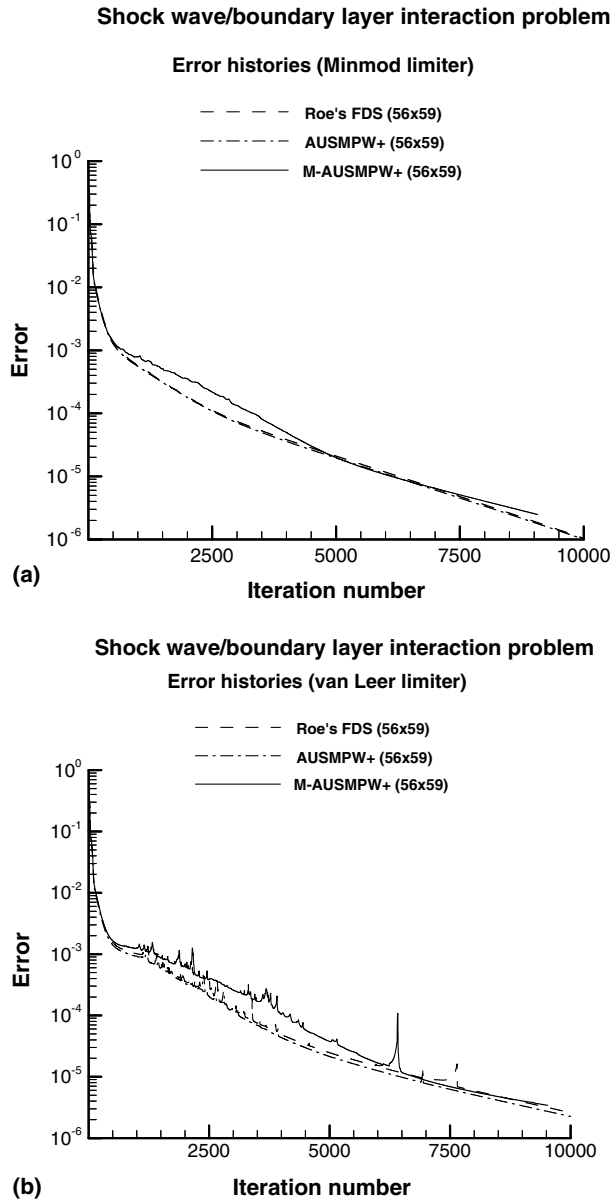 Shock wave/boundary layer interaction problem
Error histories (Minmod limiter)
Roe's FDS (56x59)
AUSMPW+ (56x59)
M-AUSMPW+ (56x59)
10^0
10^-1
10^-2
10^-3
10^-4
10^-5
10^-6
Error
2500 5000 7500 10000
Iteration number
(a)
Shock wave/boundary layer interaction problem
Error histories (van Leer limiter)
Roe's FDS (56x59)
AUSMPW+ (56x59)
M-AUSMPW+ (56x59)
10^0
10^-1
10^-2
10^-3
10^-4
10^-5
10^-6
Error
2500 5000 7500 10000
Iteration number
(b)